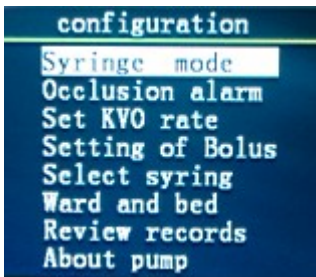 configuration
Syringe mode
Occlusion alarm
Set KVO rate
Setting of Bolus
Select syring
Ward and bed
Review records
About pump